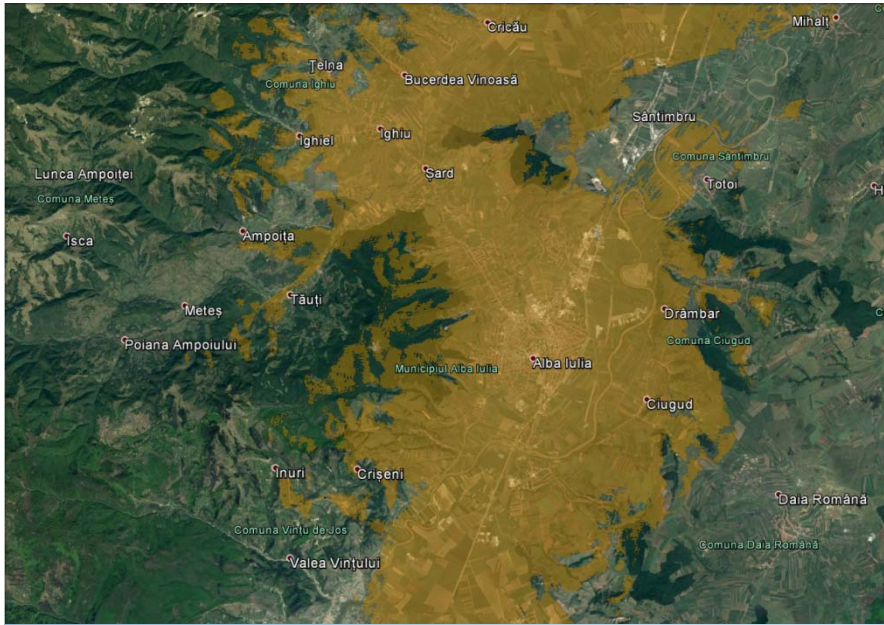 Cricău
Mihalț
Țelna
Comuna Ighiu
Bucerdea Vinoasă
Sântimbru
Ighiel
Ighiu
Comuna Sântimbru
Șard
Lunca Ampoiței
Totoi
Comuna Meteș
Isca
Ampoița
Tăuți
Meteș
Drâmbar
Poiana Ampoiului
Comuna Ciugud
Municipiul Alba Iulia
Alba Iulia
Ciugud
Inuri
Crișeni
Daia Română
Comuna Vințu de Jos
Comuna Daia Română
Valea Vințului